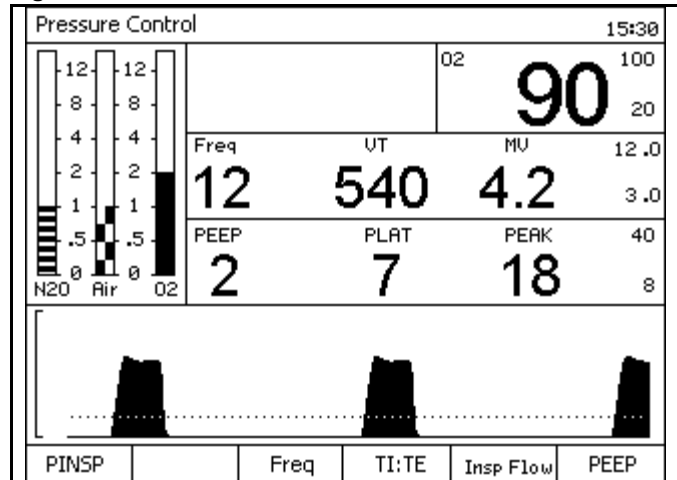 Pressure Control 15:30
O2 90 100
20
12 12
8 8
4 4
2 2
1 1
.5 .5
0 0
N2O Air O2
Freq VT MV 12.0
12 540 4.2 3.0
PEEP PLAT PEAK 40
2 7 18 8
PINSP Freq TI:TE Insp Flow PEEP